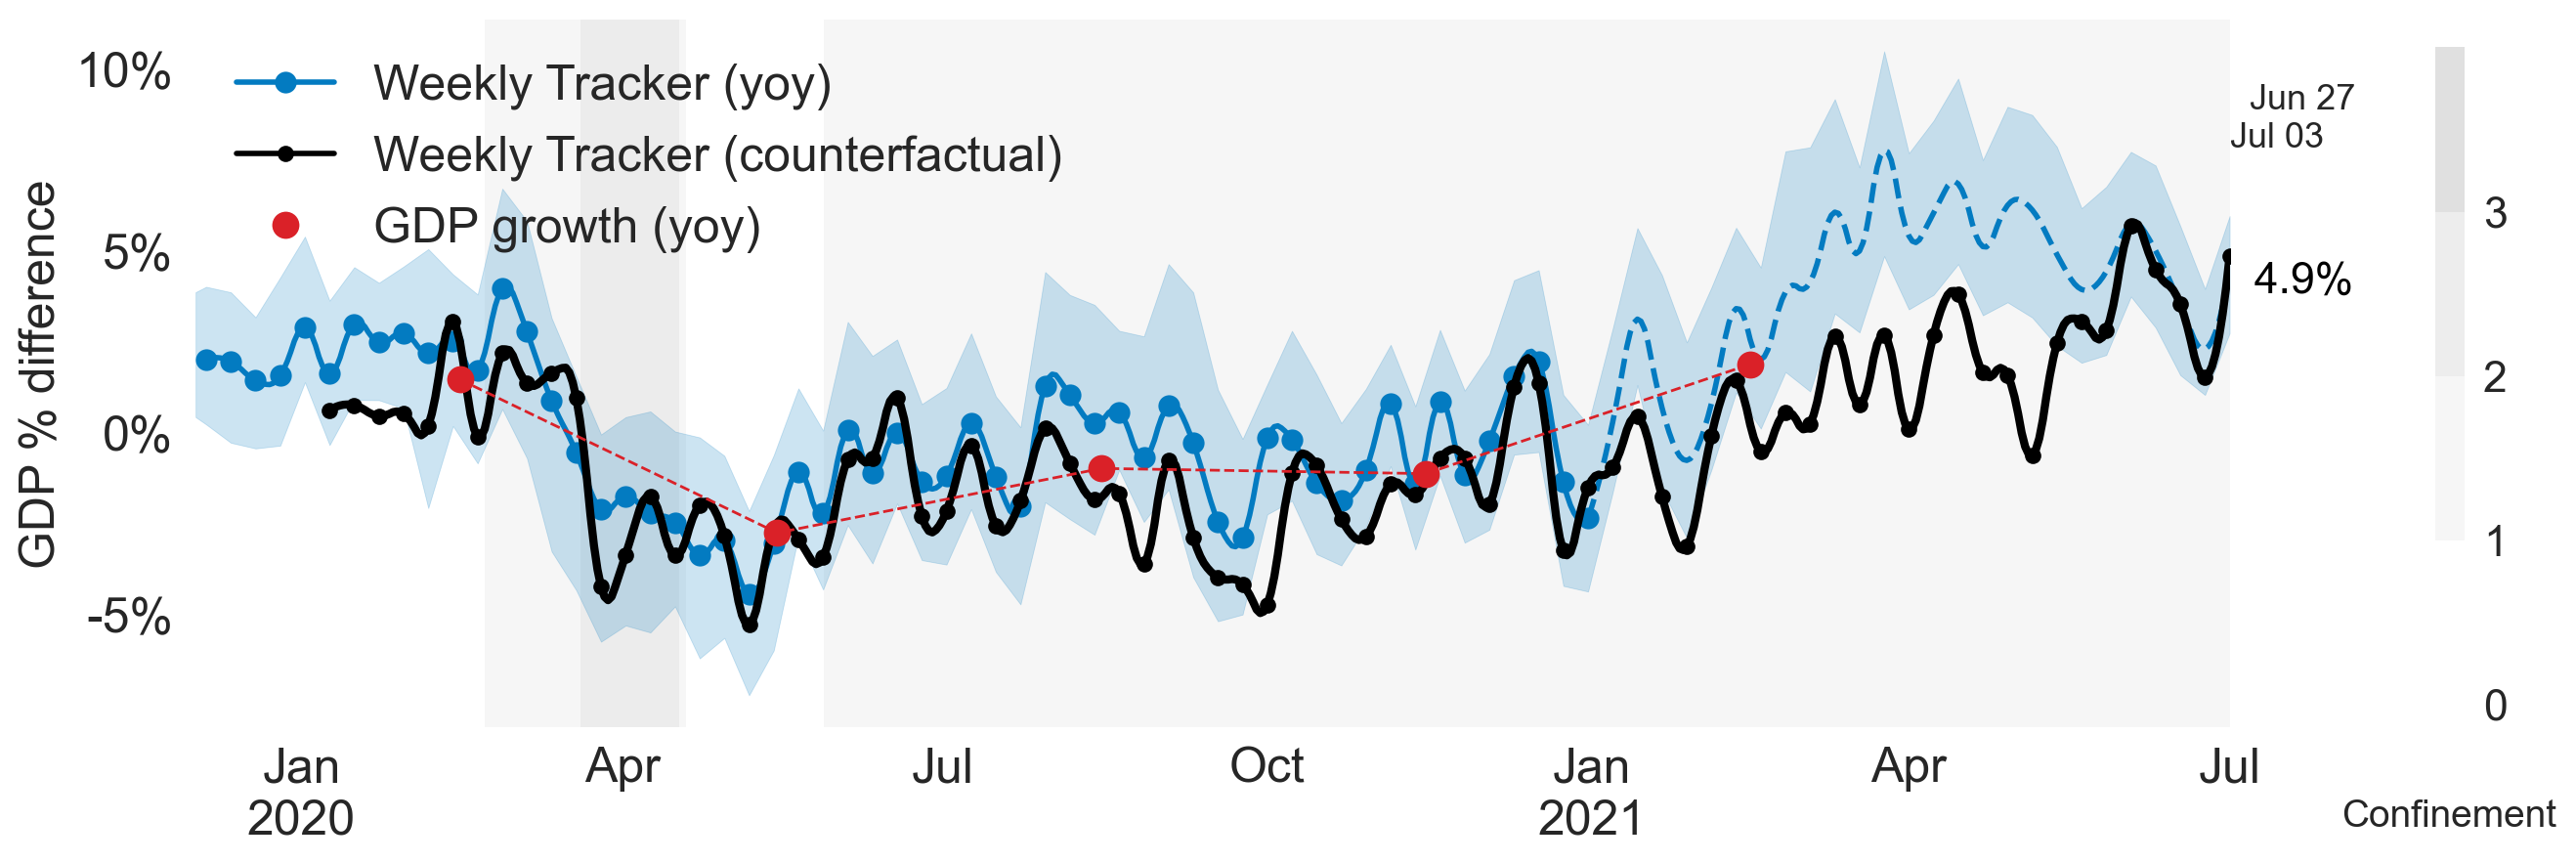 10%
5%
0%
-5%
GDP % difference
Weekly Tracker (yoy)
Weekly Tracker (counterfactual)
GDP growth (yoy)
Jun 27
Jul 03
4.9%
3
2
1
0
Jan Apr Jul Oct Jan Apr Jul
2020 2021
Confinement